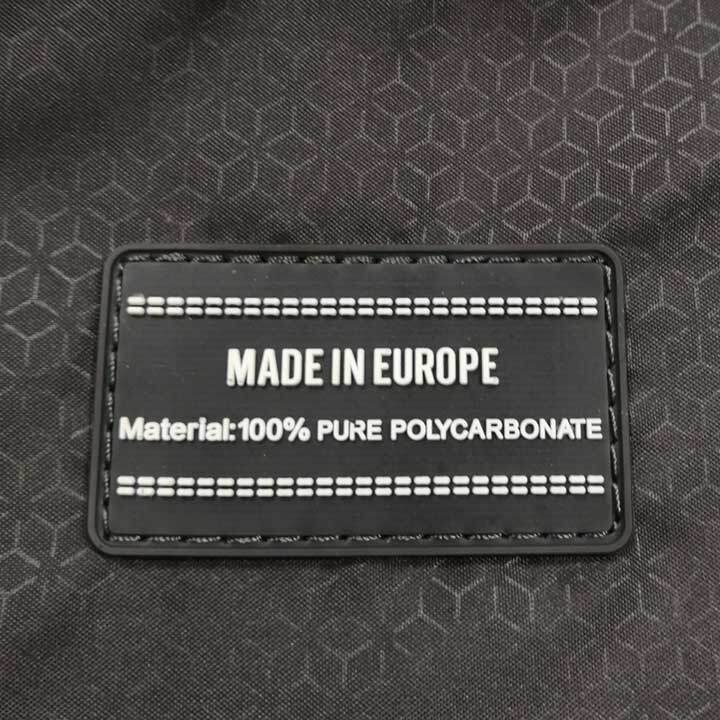 MADE IN EUROPE
Material:100% PURE POLYCARBONATE